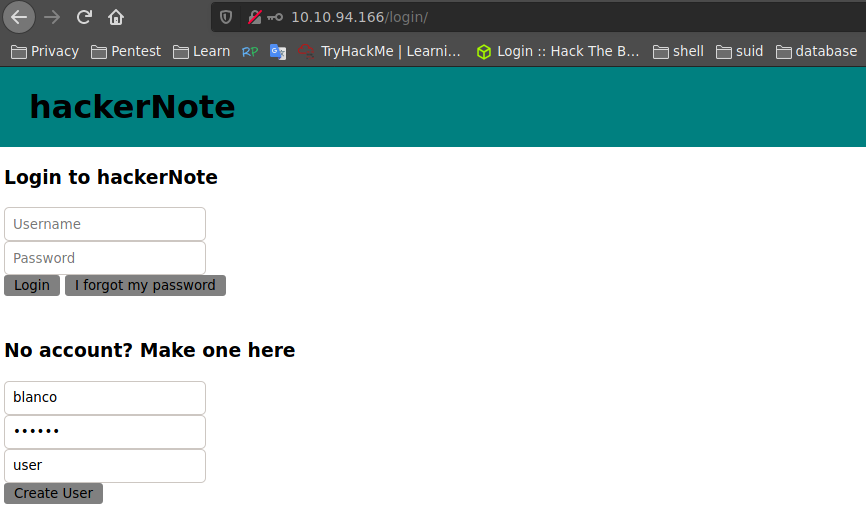 10.10.94.166/login/
Privacy Pentest Learn RP TryHackMe | Learni… Login :: Hack The B… shell suid database
hackerNote
Login to hackerNote
Username
Password
Login I forgot my password
No account? Make one here
blanco
••••••
user
Create User